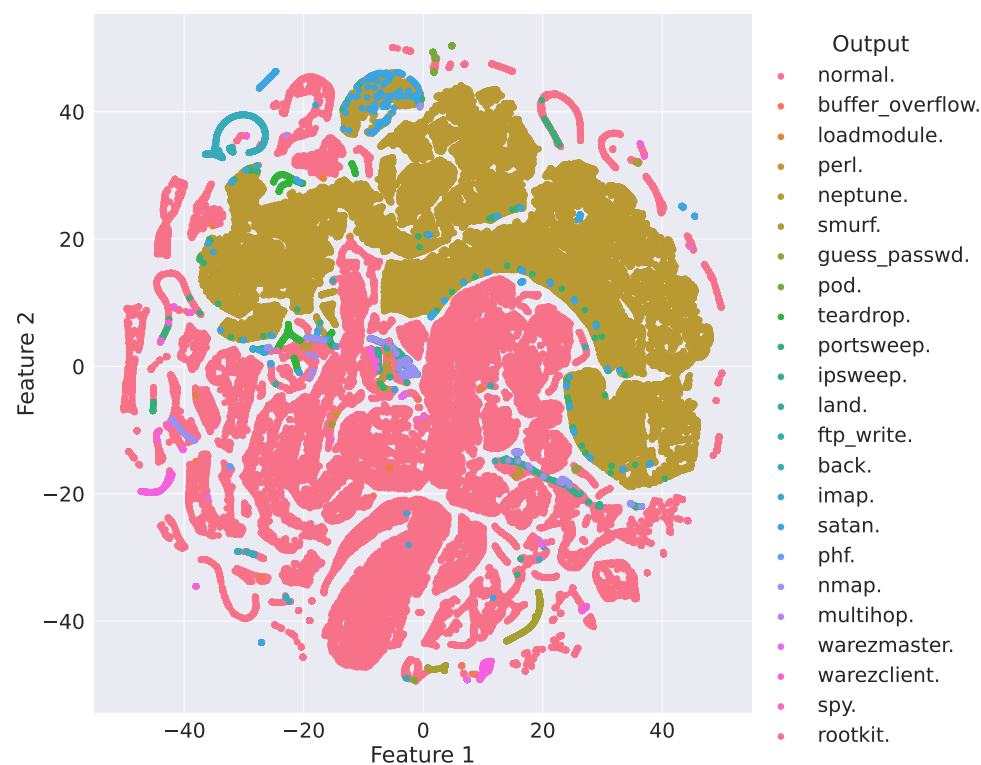 Output
normal.
buffer_overflow.
loadmodule.
perl.
neptune.
smurf.
guess_passwd.
pod.
teardrop.
portsweep.
ipsweep.
land.
ftp_write.
back.
imap.
satan.
phf.
nmap.
multihop.
warezmaster.
warezclient.
spy.
rootkit.
Feature 2
40
20
0
−20
−40
−40 −20 0 20 40
Feature 1